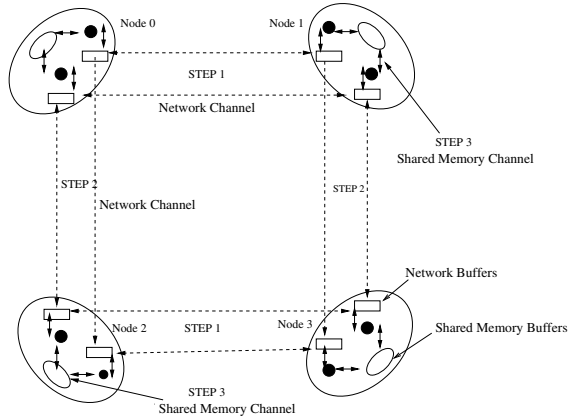 Node 0
Node 1
STEP 1
Network Channel
STEP 3
Shared Memory Channel
STEP 2
STEP 2
Network Channel
Network Buffers
Node 2
STEP 1
Node 3
Shared Memory Buffers
STEP 3
Shared Memory Channel